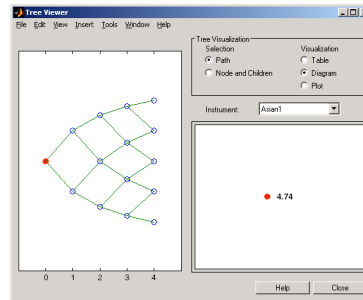 Tree Viewer
File Edit View Insert Tools Window Help
Tree Visualization
Selection
Visualization
Path
Table
Node and Children
Diagram
Plot
Instrument:
Asian1
4.74
0 1 2 3 4
Help
Close